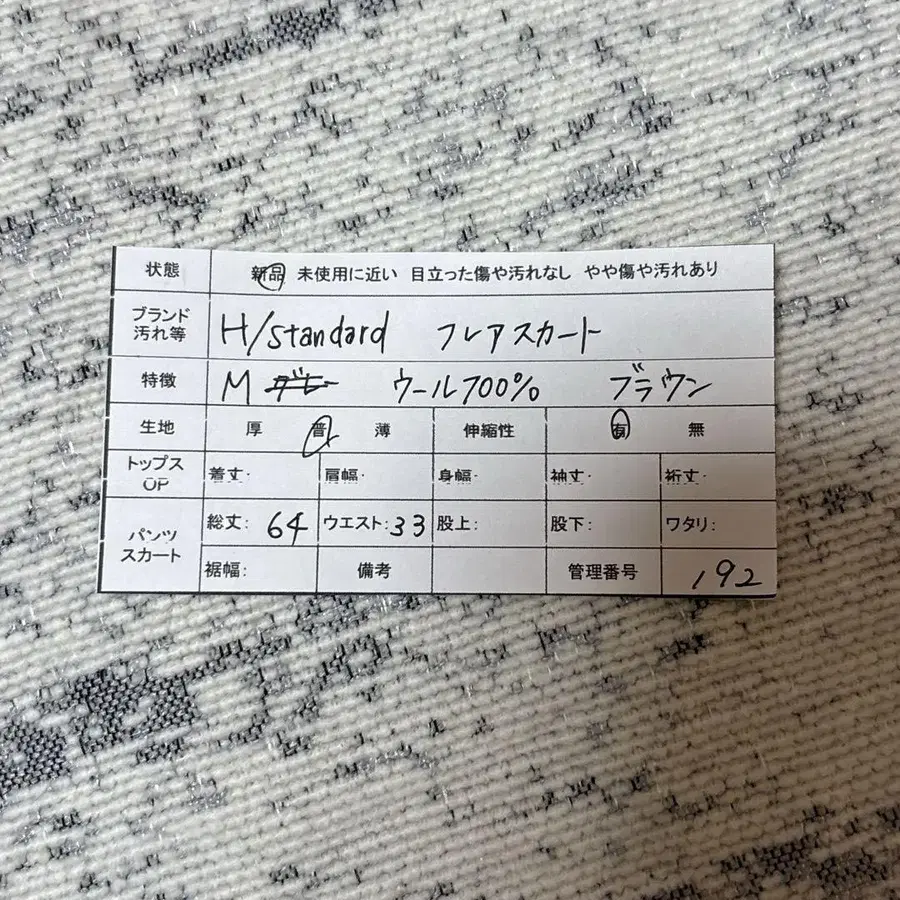 状態 新品 未使用に近い 目立った傷や汚れなし やや傷や汚れあり
ブランド
汚れ等 H/standard フレアスカート
特徴 M ウール100% ブラウン
生地 厚 普 薄 伸縮性 有 無
トップス
OP 着丈: 肩幅: 身幅: 袖丈: 裄丈:
パンツ
スカート 総丈: 64 ウエスト: 33 股上: 股下: ワタリ:
裾幅: 備考 管理番号 192